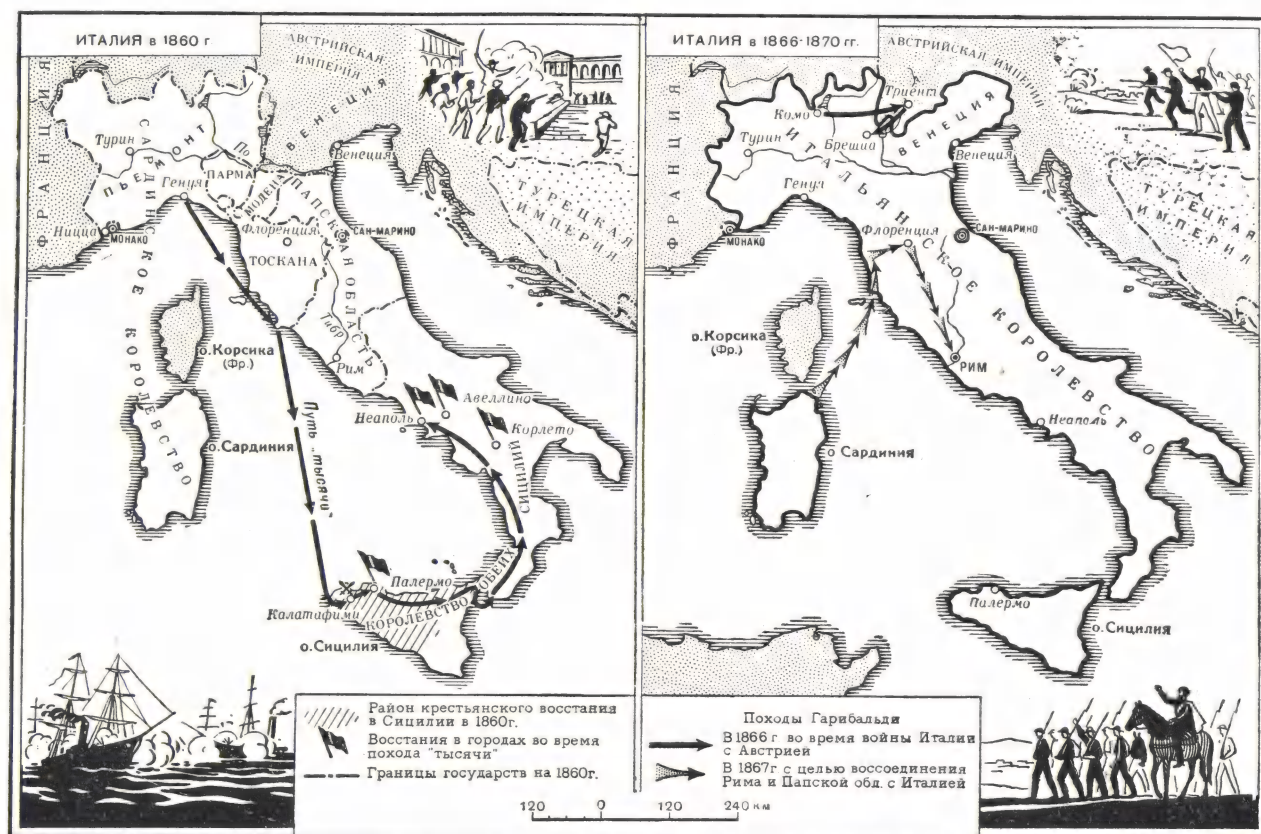 ИТАЛИЯ в 1860 г.
АВСТРИЙСКАЯ
ИМПЕРИЯ
ФРАНЦИЯ
ВЕНЕЦИЯ
Венеция
Турин
ПЬЕМОНТ
САРДИНСКОЕ КОРОЛЕВСТВО
По
ПАРМА
МОДЕНА
Генуя
Ницца
МОНАКО
Флоренция
ТОСКАНА
ПАПСКАЯ ОБЛАСТЬ
САН-МАРИНО
ТУРЕЦКАЯ
ИМПЕРИЯ
Тибр
Рим
о.Корсика
(Фр.)
о.Сардиния
Путь „тысячи"
Неаполь
Авеллино
Корлето
Палермо
Калатафими
КОРОЛЕВСТВО ОБЕИХ СИЦИЛИЙ
о.Сицилия
Район крестьянского восстания
в Сицилии в 1860г.
Восстания в городах во время
похода "тысячи"
Границы государств на 1860г.
ИТАЛИЯ в 1866-1870 гг.
АВСТРИЙСКАЯ ИМПЕРИЯ
ФРАНЦИЯ
Триент
Комо
Турин
Брешиа
ВЕНЕЦИЯ
Венеция
Генуя
МОНАКО
Флоренция
САН-МАРИНО
ТУРЕЦКАЯ
ИМПЕРИЯ
ИТАЛЬЯНСКОЕ КОРОЛЕВСТВО
о.Корсика
(Фр.)
РИМ
Неаполь
о.Сардиния
Палермо
о.Сицилия
Походы Гарибальди
В 1866 г во время войны Италии
с Австрией
В 1867г с целью воссоединения
Рима и Папской обл. с Италией
120 0 120 240 км